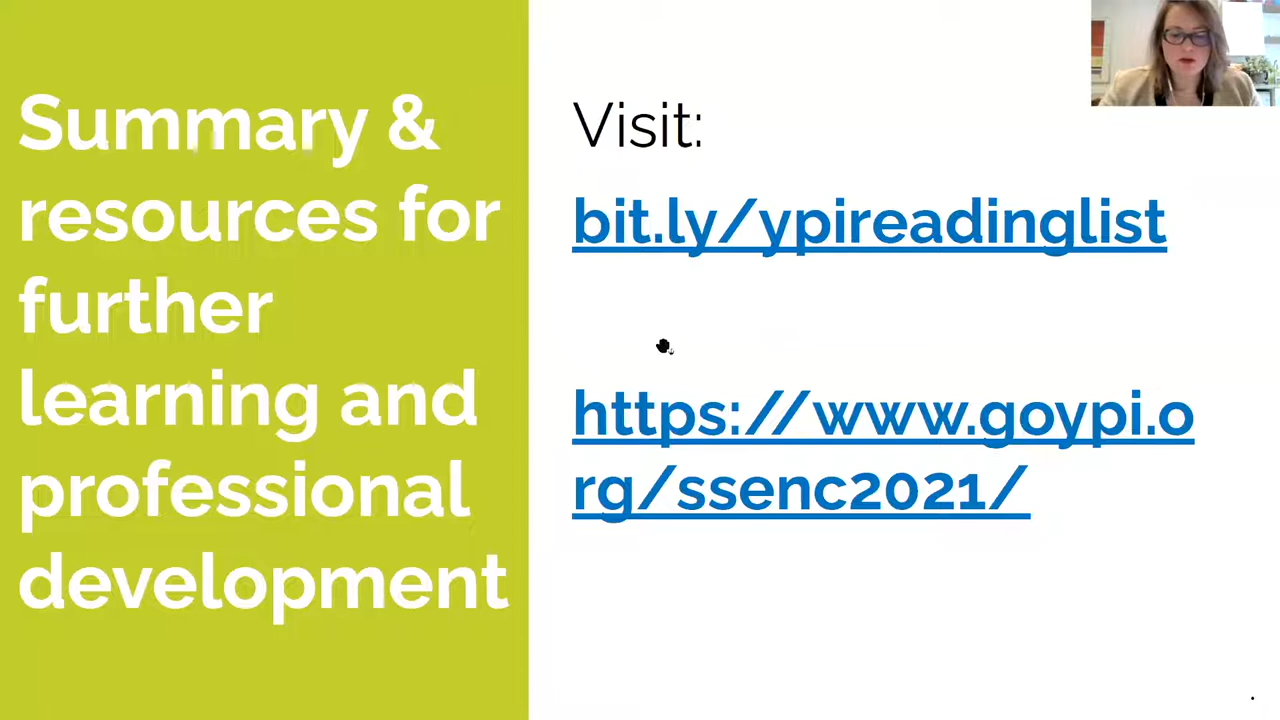 Summary &
resources for
further
learning and
professional
development
Visit:
bit.ly/ypireadinglist
https://www.goypi.o
rg/ssenc2021/